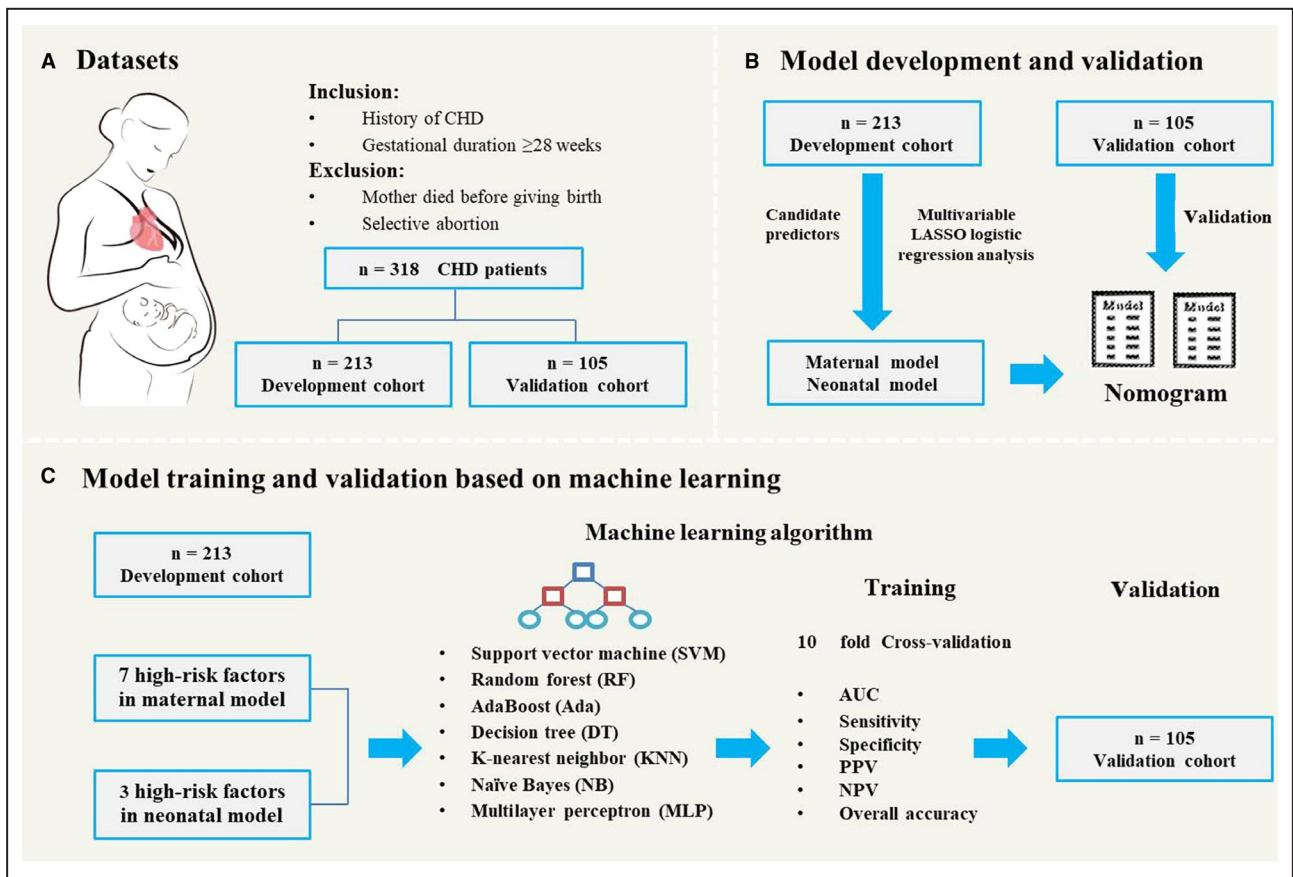 A Datasets
Inclusion:
• History of CHD
• Gestational duration ≥28 weeks
Exclusion:
• Mother died before giving birth
• Selective abortion
n = 318 CHD patients
n = 213
Development cohort
n = 105
Validation cohort
B Model development and validation
n = 213
Development cohort
n = 105
Validation cohort
Candidate
predictors
Multivariable
LASSO logistic
regression analysis
Validation
Maternal model
Neonatal model
Model
Model
Nomogram
C Model training and validation based on machine learning
n = 213
Development cohort
7 high-risk factors
in maternal model
3 high-risk factors
in neonatal model
Machine learning algorithm
• Support vector machine (SVM)
• Random forest (RF)
• AdaBoost (Ada)
• Decision tree (DT)
• K-nearest neighbor (KNN)
• Naïve Bayes (NB)
• Multilayer perceptron (MLP)
Training
10 fold Cross-validation
• AUC
• Sensitivity
• Specificity
• PPV
• NPV
• Overall accuracy
Validation
n = 105
Validation cohort